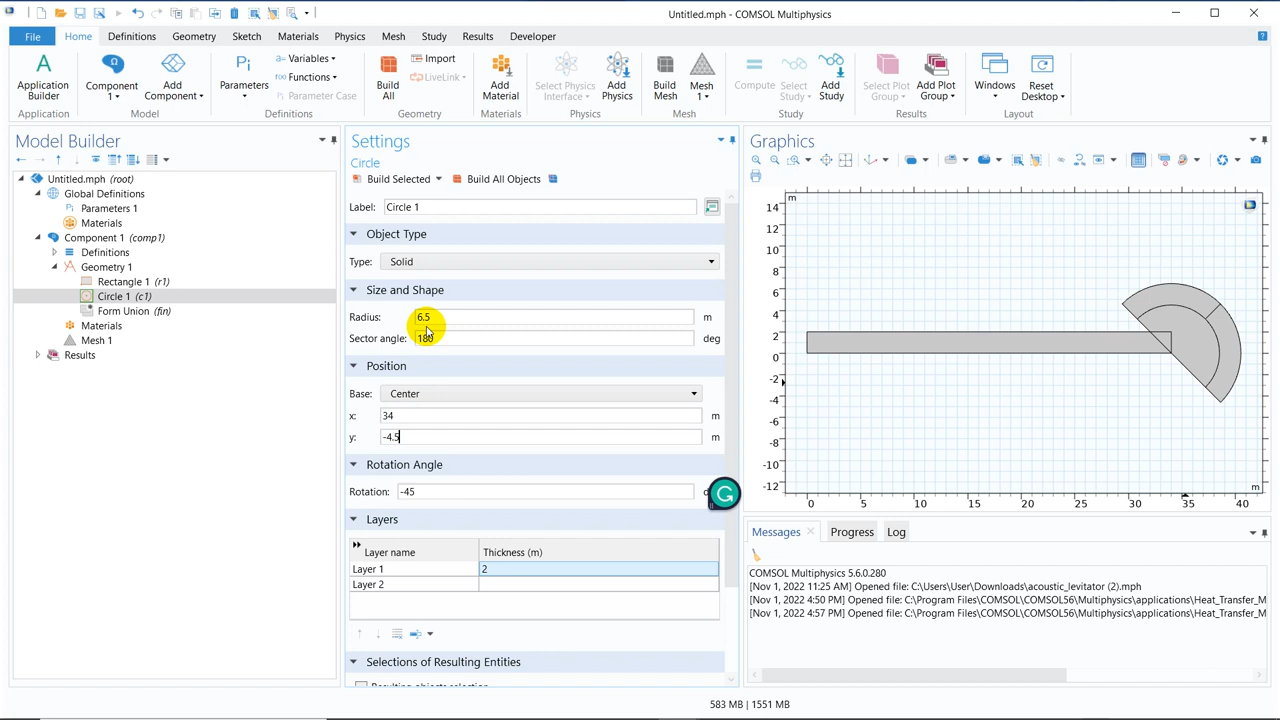 Untitled.mph - COMSOL Multiphysics
File Home Definitions Geometry Sketch Materials Physics Mesh Study Results Developer
Application Builder
Component 1
Add Component
Pi Parameters
a= Variables
f(x) Functions
Pi Parameter Case
Build All
Import
LiveLink
Add Material
Select Physics Interface
Add Physics
Build Mesh
Mesh 1
Compute
Select Study
Add Study
Select Plot Group
Add Plot Group
Windows
Reset Desktop
Application Model Definitions Geometry Materials Physics Mesh Study Results Layout
Model Builder
Untitled.mph (root)
Global Definitions
Pi Parameters 1
Materials
Component 1 (comp1)
Definitions
Geometry 1
Rectangle 1 (r1)
Circle 1 (c1)
Form Union (fin)
Materials
Mesh 1
Results
Settings
Circle
Build Selected Build All Objects
Label: Circle 1
Object Type
Type: Solid
Size and Shape
Radius: 6.5 m
Sector angle: 180 deg
Position
Base: Center
x: 34 m
y: -4.5 m
Rotation Angle
Rotation: -45
Layers
Layer name Thickness (m)
Layer 1 2
Layer 2
Selections of Resulting Entities
Graphics
m
14
12
10
8
6
4
2
0
-2
-4
-6
-8
-10
-12
m
0 5 10 15 20 25 30 35 40
Messages Progress Log
COMSOL Multiphysics 5.6.0.280
[Nov 1, 2022 11:25 AM] Opened file: C:\Users\User\Downloads\acoustic_levitator (2).mph
[Nov 1, 2022 4:50 PM] Opened file: C:\Program Files\COMSOL\COMSOL56\Multiphysics\applications\Heat_Transfer_M
[Nov 1, 2022 4:57 PM] Opened file: C:\Program Files\COMSOL\COMSOL56\Multiphysics\applications\Heat_Transfer_M
583 MB | 1551 MB